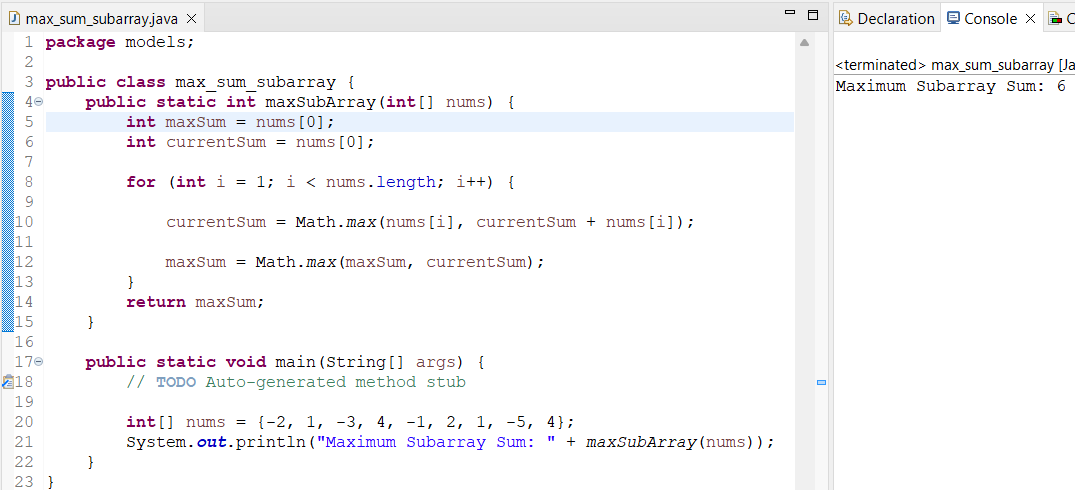 max_sum_subarray.java
1 package models;
2
3 public class max_sum_subarray {
4 public static int maxSubArray(int[] nums) {
5 int maxSum = nums[0];
6 int currentSum = nums[0];
7
8 for (int i = 1; i < nums.length; i++) {
9
10 currentSum = Math.max(nums[i], currentSum + nums[i]);
11
12 maxSum = Math.max(maxSum, currentSum);
13 }
14 return maxSum;
15 }
16
17 public static void main(String[] args) {
18 // TODO Auto-generated method stub
19
20 int[] nums = {-2, 1, -3, 4, -1, 2, 1, -5, 4};
21 System.out.println("Maximum Subarray Sum: " + maxSubArray(nums));
22 }
23 }
Declaration Console C
<terminated> max_sum_subarray [Ja
Maximum Subarray Sum: 6